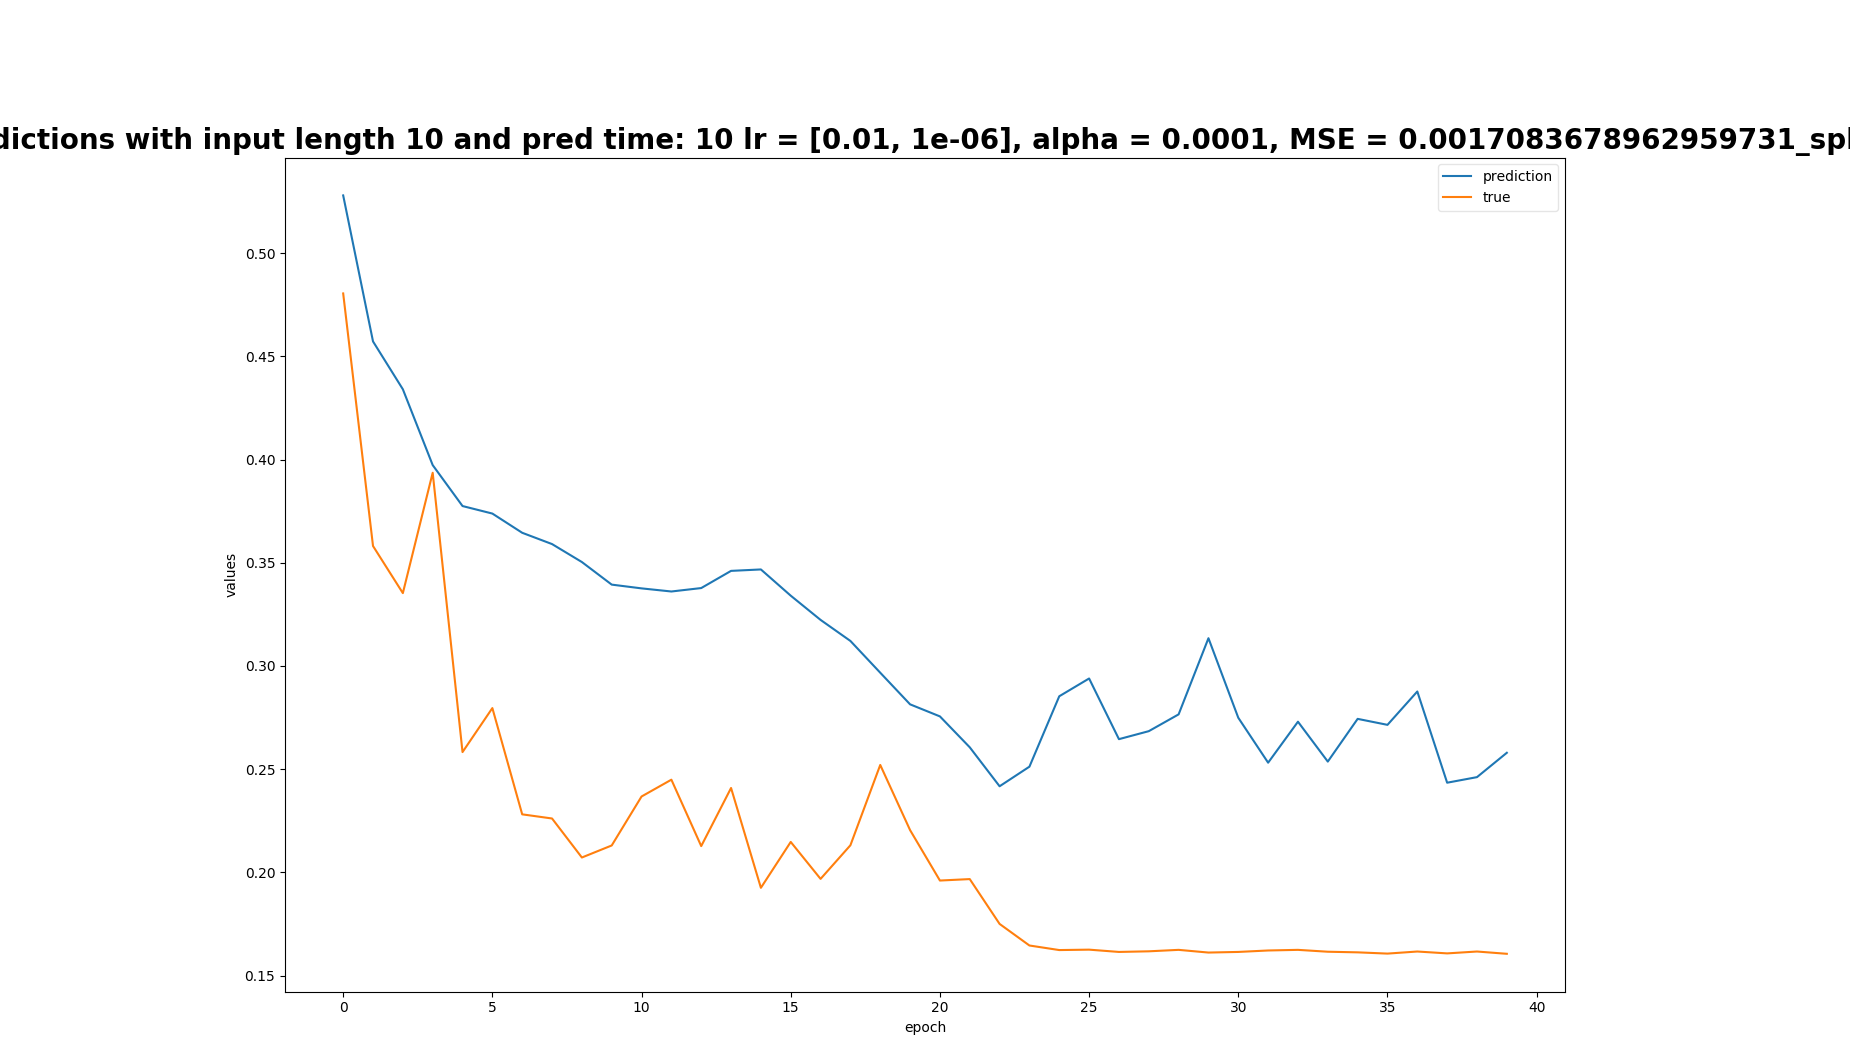 dictions with input length 10 and pred time: 10 lr = [0.01, 1e-06], alpha = 0.0001, MSE = 0.0017083678962959731_spl
prediction
true
0.50
0.45
0.40
0.35
0.30
0.25
0.20
0.15
values
0 5 10 15 20 25 30 35 40
epoch